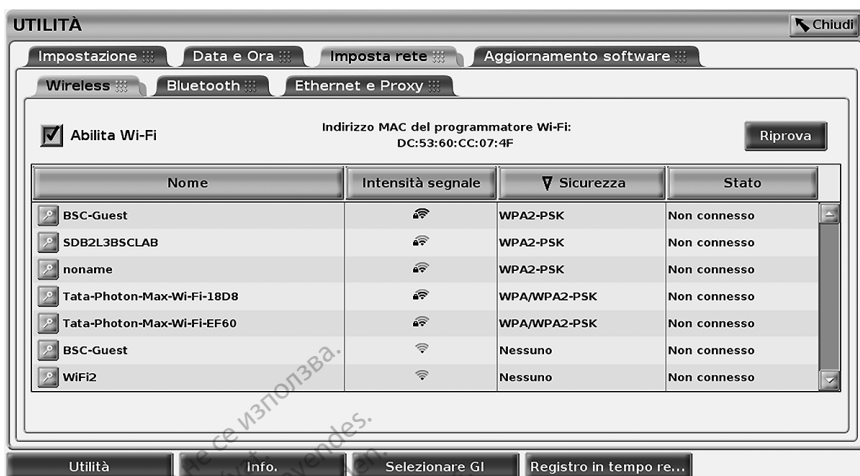 UTILITÀ
Chiudi
Impostazione
Data e Ora
Imposta rete
Aggiornamento software
Wireless
Bluetooth
Ethernet e Proxy
Abilita Wi-Fi
Indirizzo MAC del programmatore Wi-Fi:
DC:53:60:CC:07:4F
Riprova
Nome Intensità segnale Sicurezza Stato
BSC-Guest WPA2-PSK Non connesso
SDB2L3BSCLAB WPA2-PSK Non connesso
noname WPA2-PSK Non connesso
Tata-Photon-Max-Wi-Fi-18D8 WPA/WPA2-PSK Non connesso
Tata-Photon-Max-Wi-Fi-EF60 WPA/WPA2-PSK Non connesso
BSC-Guest Nessuno Non connesso
WiFi2 Nessuno Non connesso
не се използва.
Utilità
Info.
Selezionare GI
Registro in tempo re...